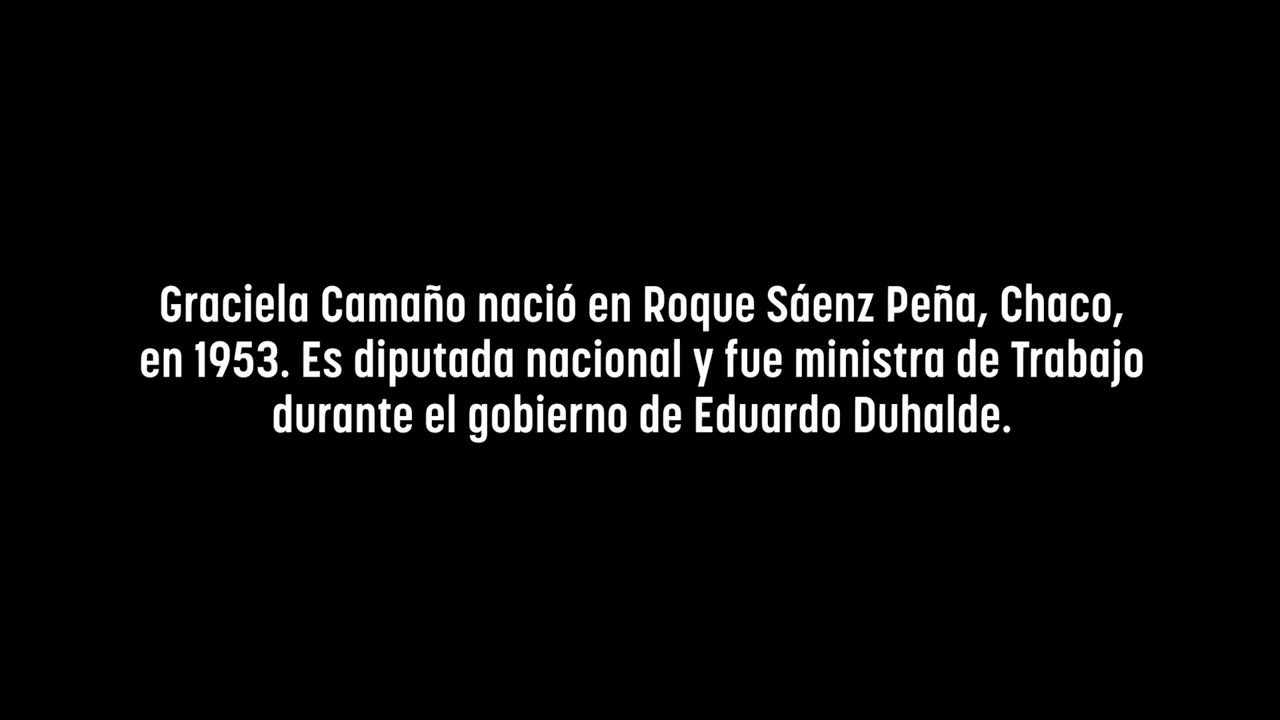 Graciela Camaño nació en Roque Sáenz Peña, Chaco,
en 1953. Es diputada nacional y fue ministra de Trabajo
durante el gobierno de Eduardo Duhalde.